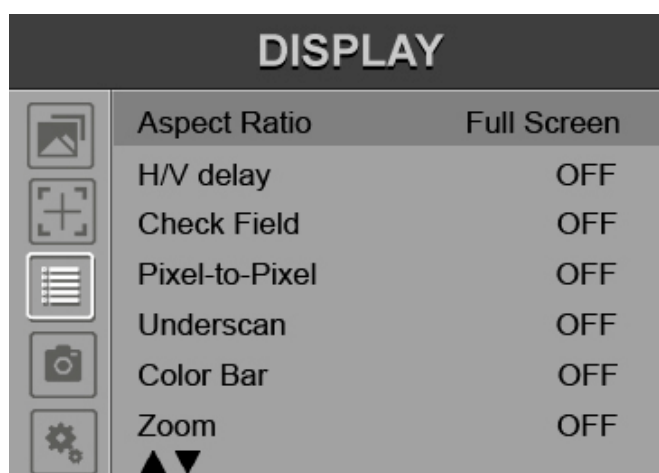 DISPLAY
Aspect Ratio Full Screen
H/V delay OFF
Check Field OFF
Pixel-to-Pixel OFF
Underscan OFF
Color Bar OFF
Zoom OFF